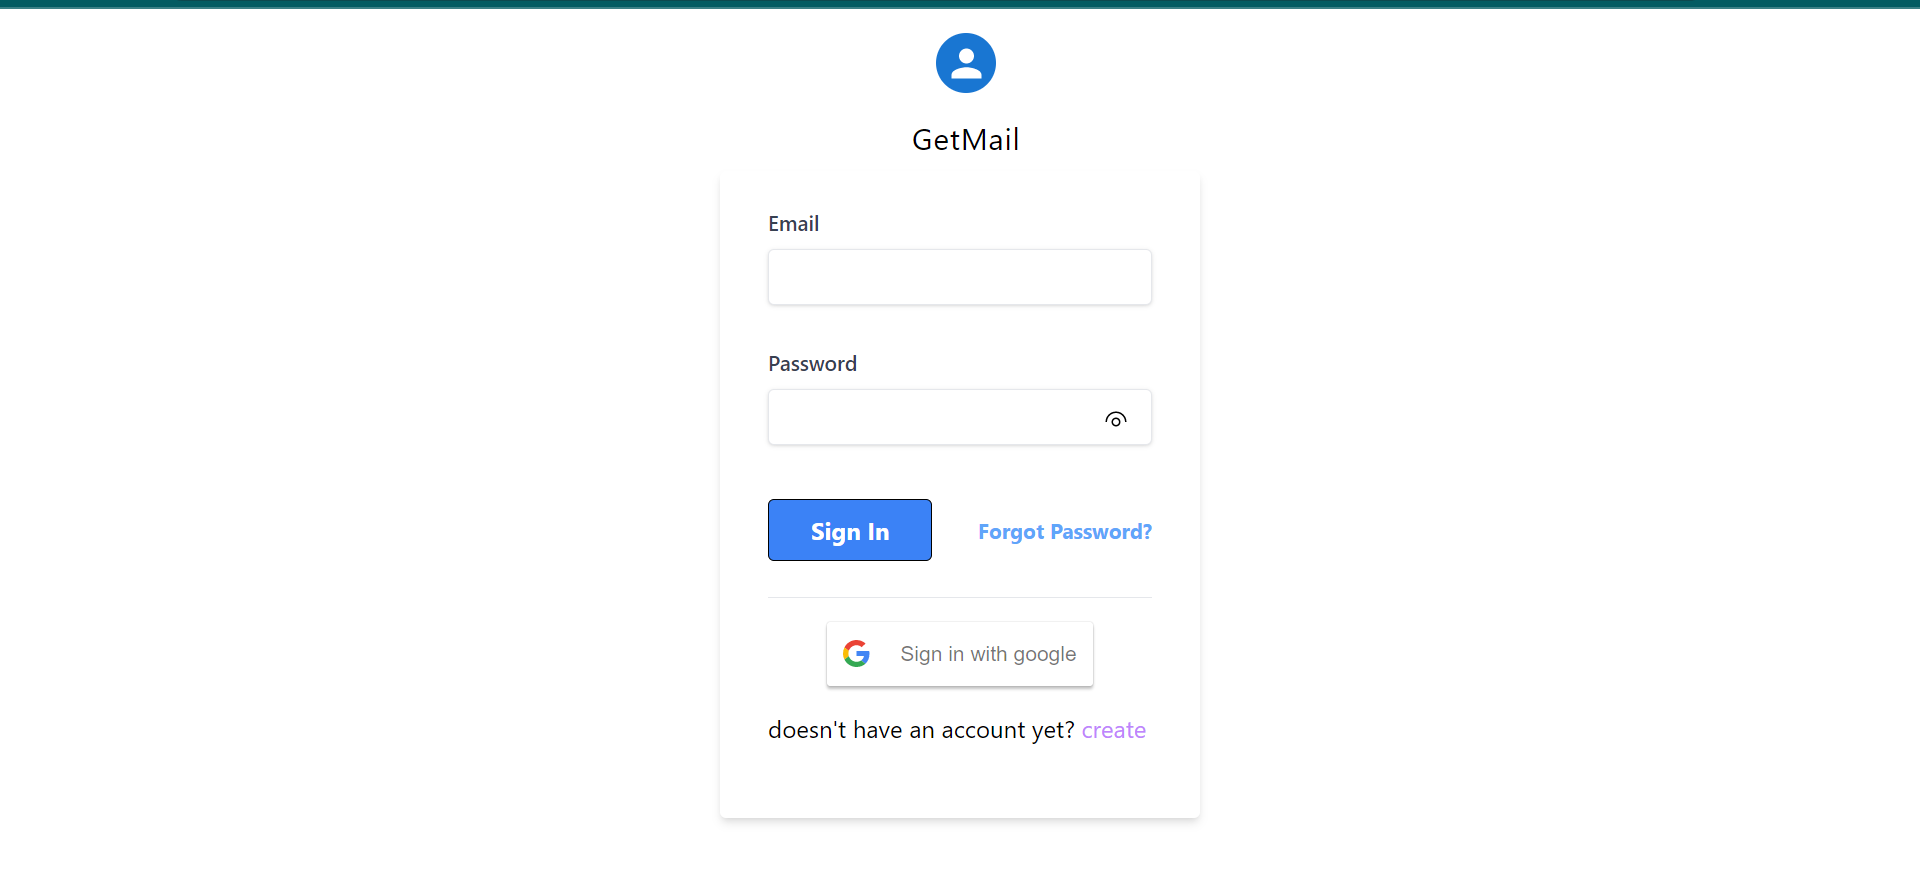 GetMail
Email
Password
Sign In
Forgot Password?
Sign in with google
doesn't have an account yet? create